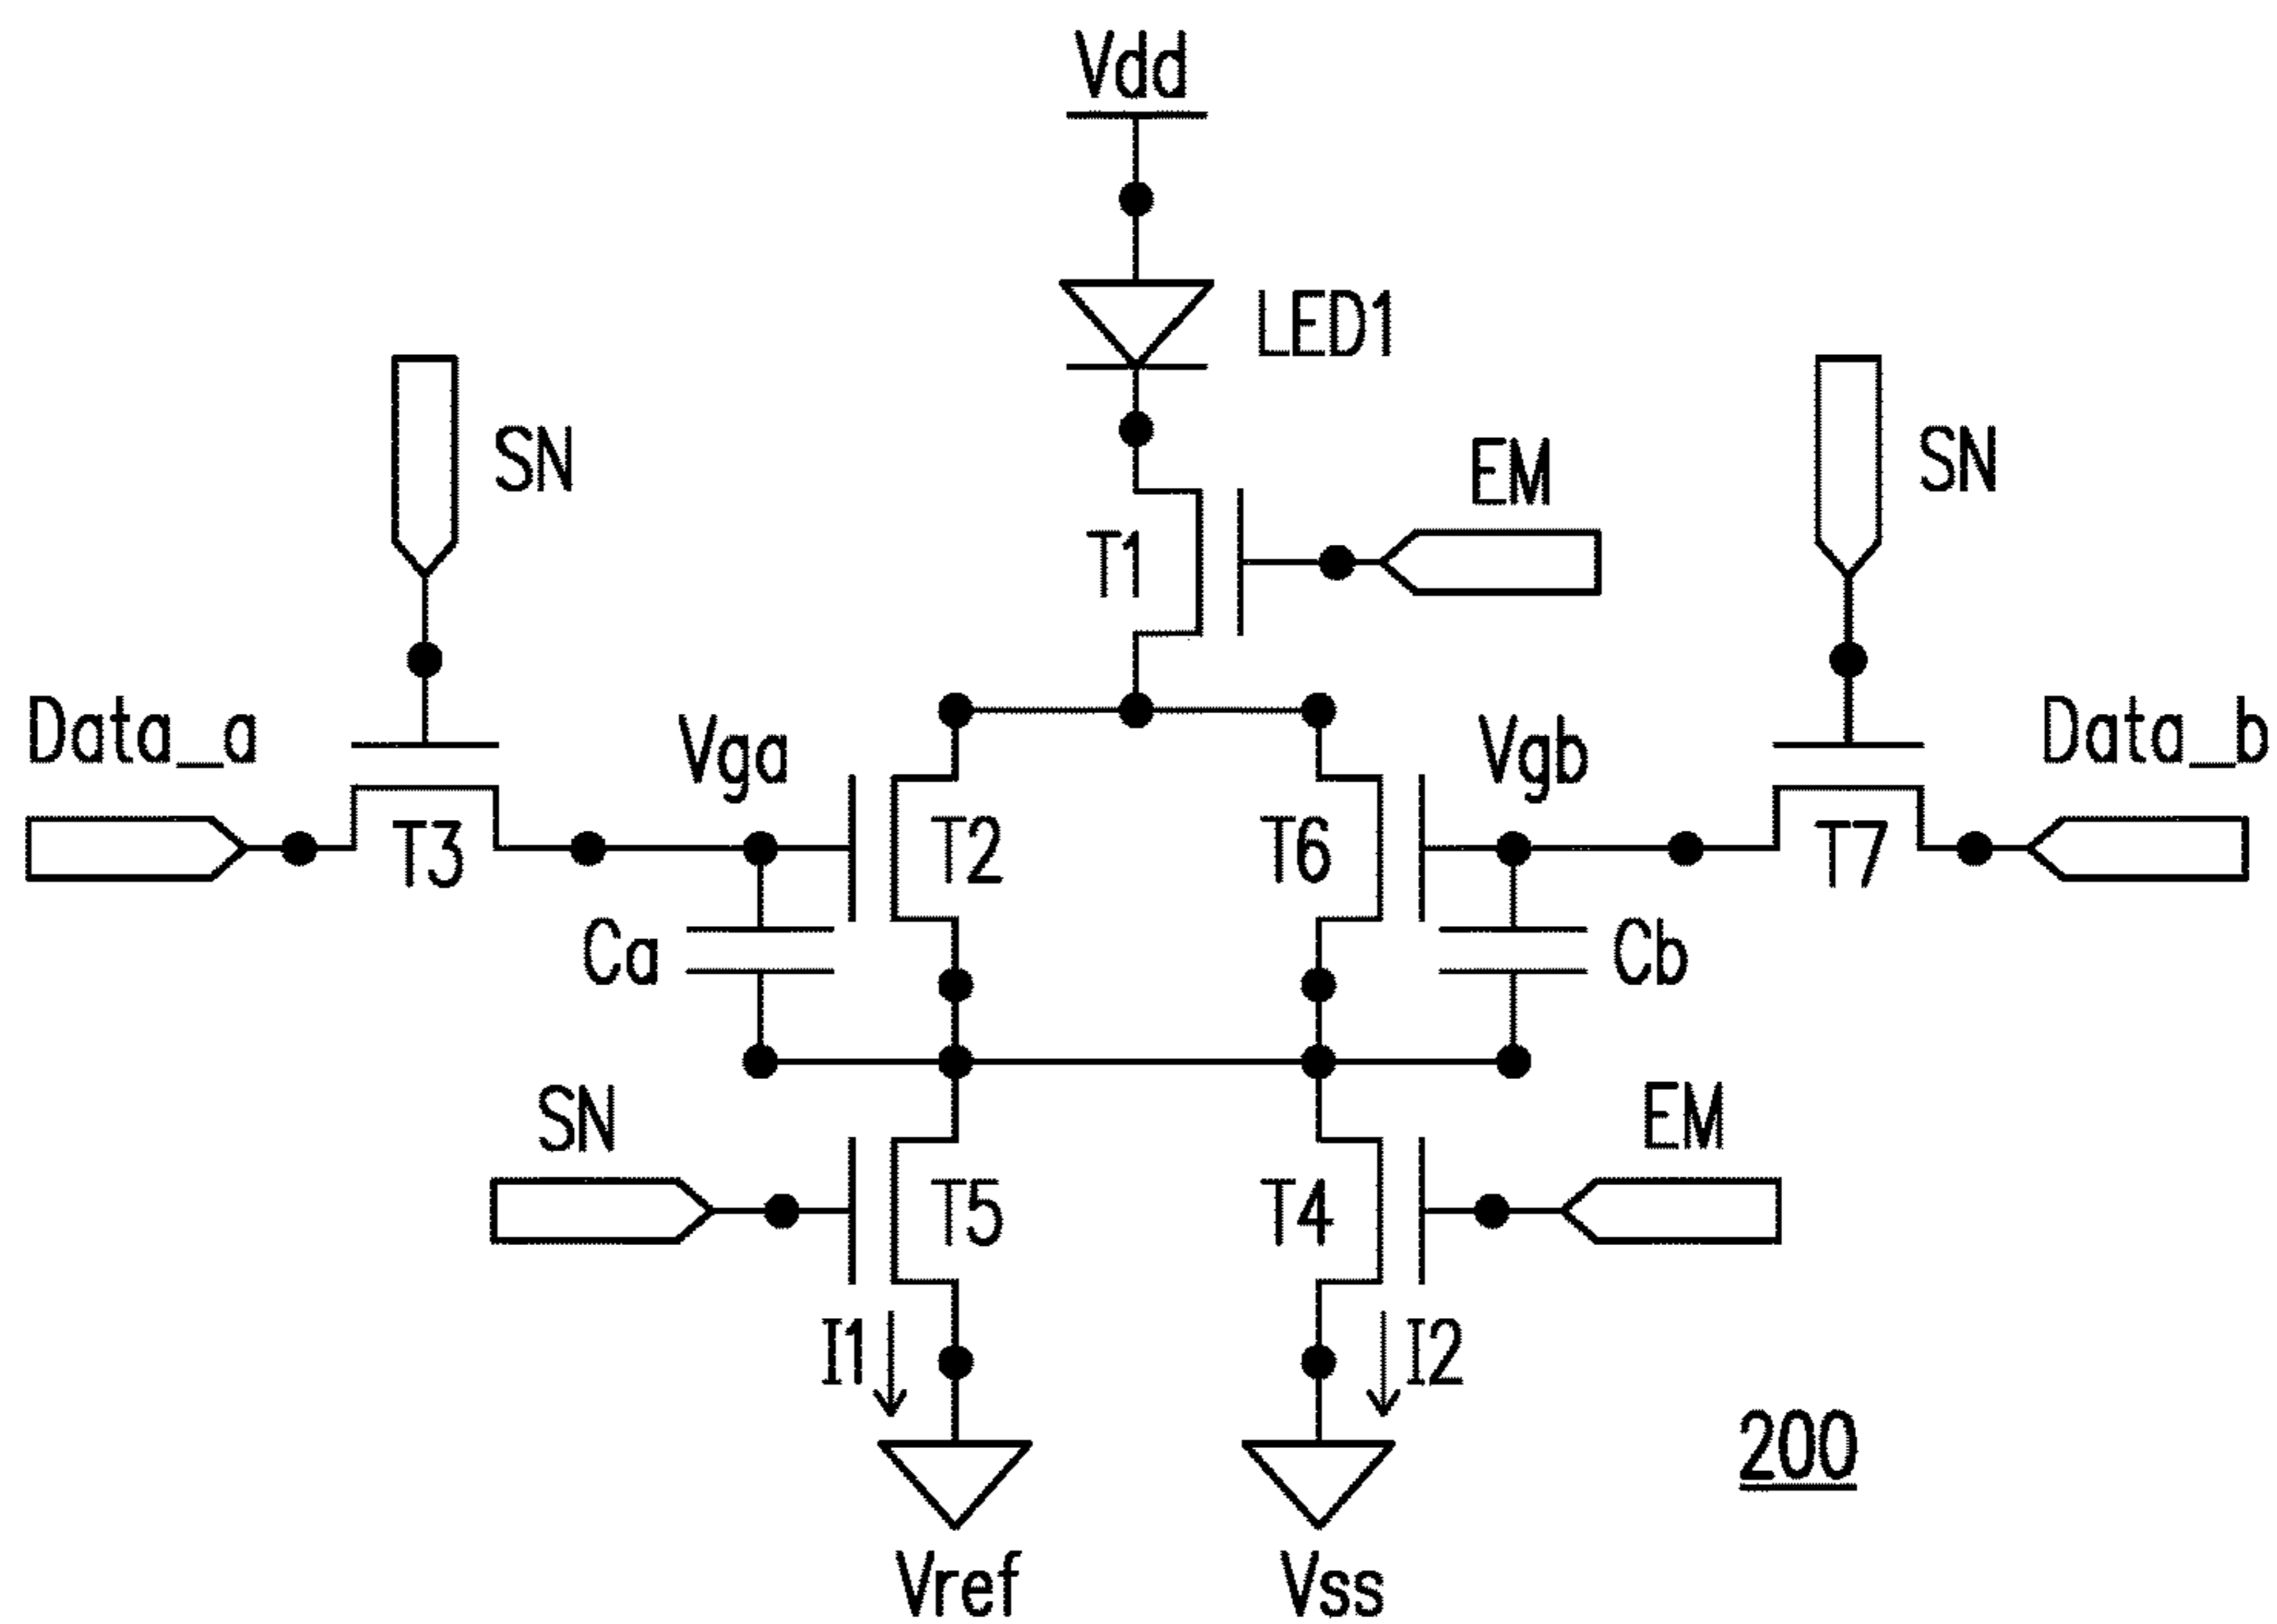 Vdd
LED1
SN
EM
SN
T1
Data_a
Vga
Vgb
Data_b
T3
T2
T6
T7
Ca
Cb
SN
EM
T5
T4
I1
I2
200
Vref
Vss